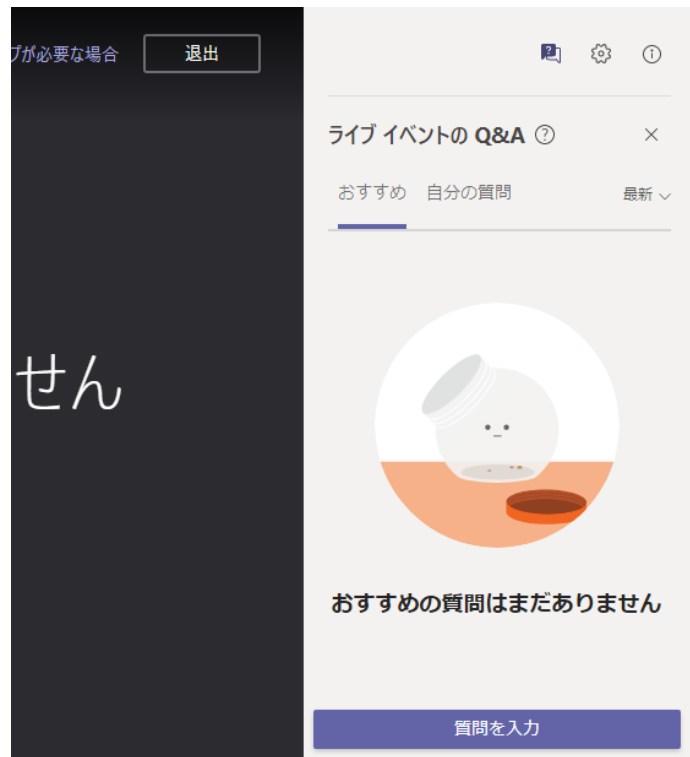 プが必要な場合
退出
ライブ イベントの Q&A
おすすめ
自分の質問
最新
せん
おすすめの質問はまだありません
質問を入力